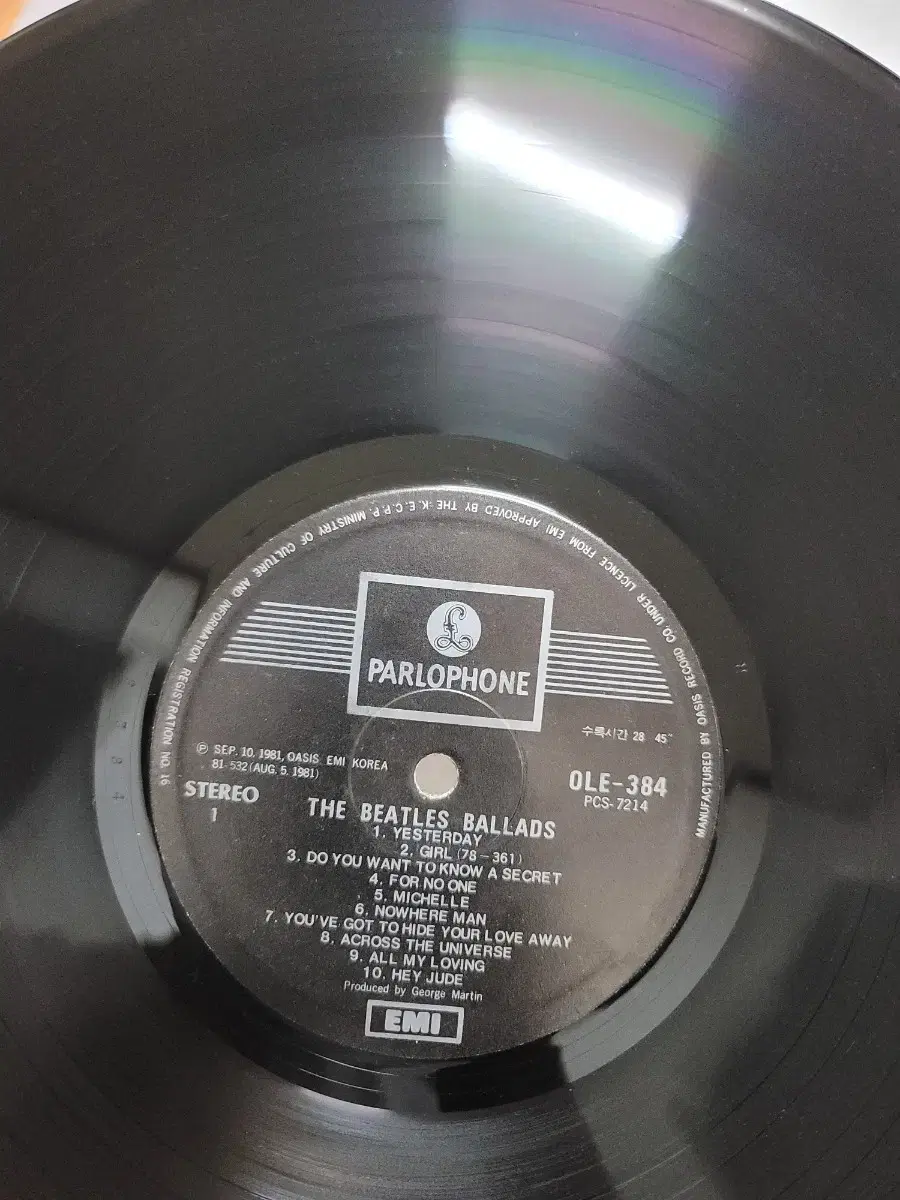 MANUFACTURED BY OASIS RECORD CO. UNDER LICENCE FROM EMI APPROVED BY THE K.E.C.P.P. MINISTRY OF CULTURE AND INFORMATION REGISTRATION NO. 16
£
PARLOPHONE
수록시간 28 45"
℗ SEP. 10. 1981, OASIS EMI KOREA
81-532 (AUG. 5. 1981)
OLE-384
PCS-7214
STEREO
1
THE BEATLES BALLADS
1. YESTERDAY
2. GIRL (78-361)
3. DO YOU WANT TO KNOW A SECRET
4. FOR NO ONE
5. MICHELLE
6. NOWHERE MAN
7. YOU'VE GOT TO HIDE YOUR LOVE AWAY
8. ACROSS THE UNIVERSE
9. ALL MY LOVING
10. HEY JUDE
Produced by George Martin
EMI